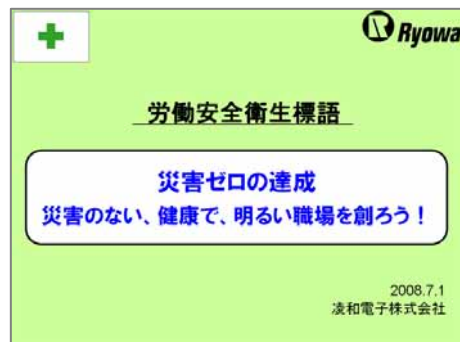 Ryowa
労働安全衛生標語
災害ゼロの達成
災害のない、健康で、明るい職場を創ろう！
2008.7.1
凌和電子株式会社